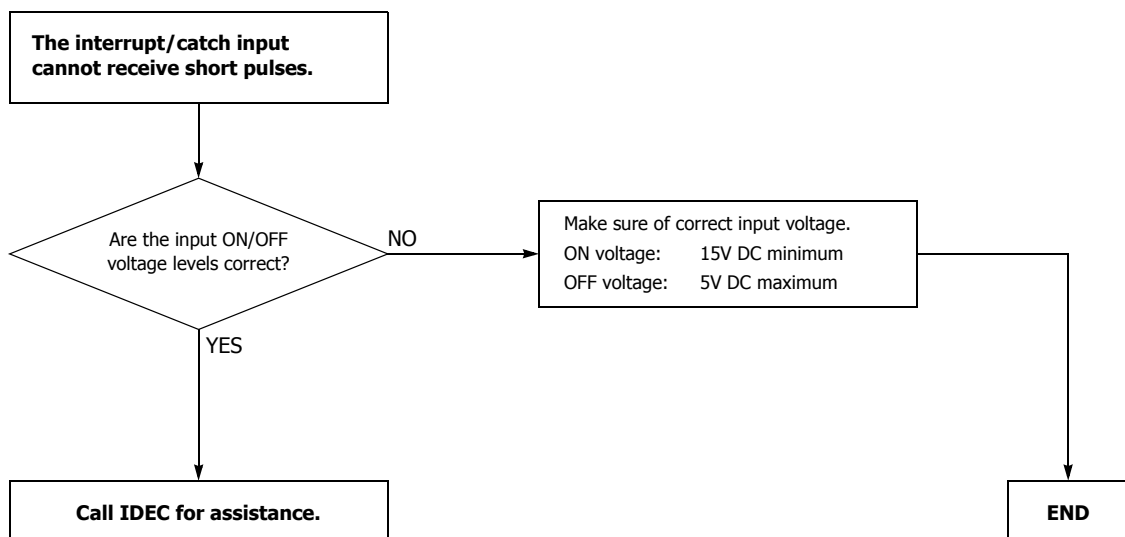 The interrupt/catch input
cannot receive short pulses.
Are the input ON/OFF
voltage levels correct?
NO
Make sure of correct input voltage.
ON voltage: 15V DC minimum
OFF voltage: 5V DC maximum
YES
Call IDEC for assistance.
END